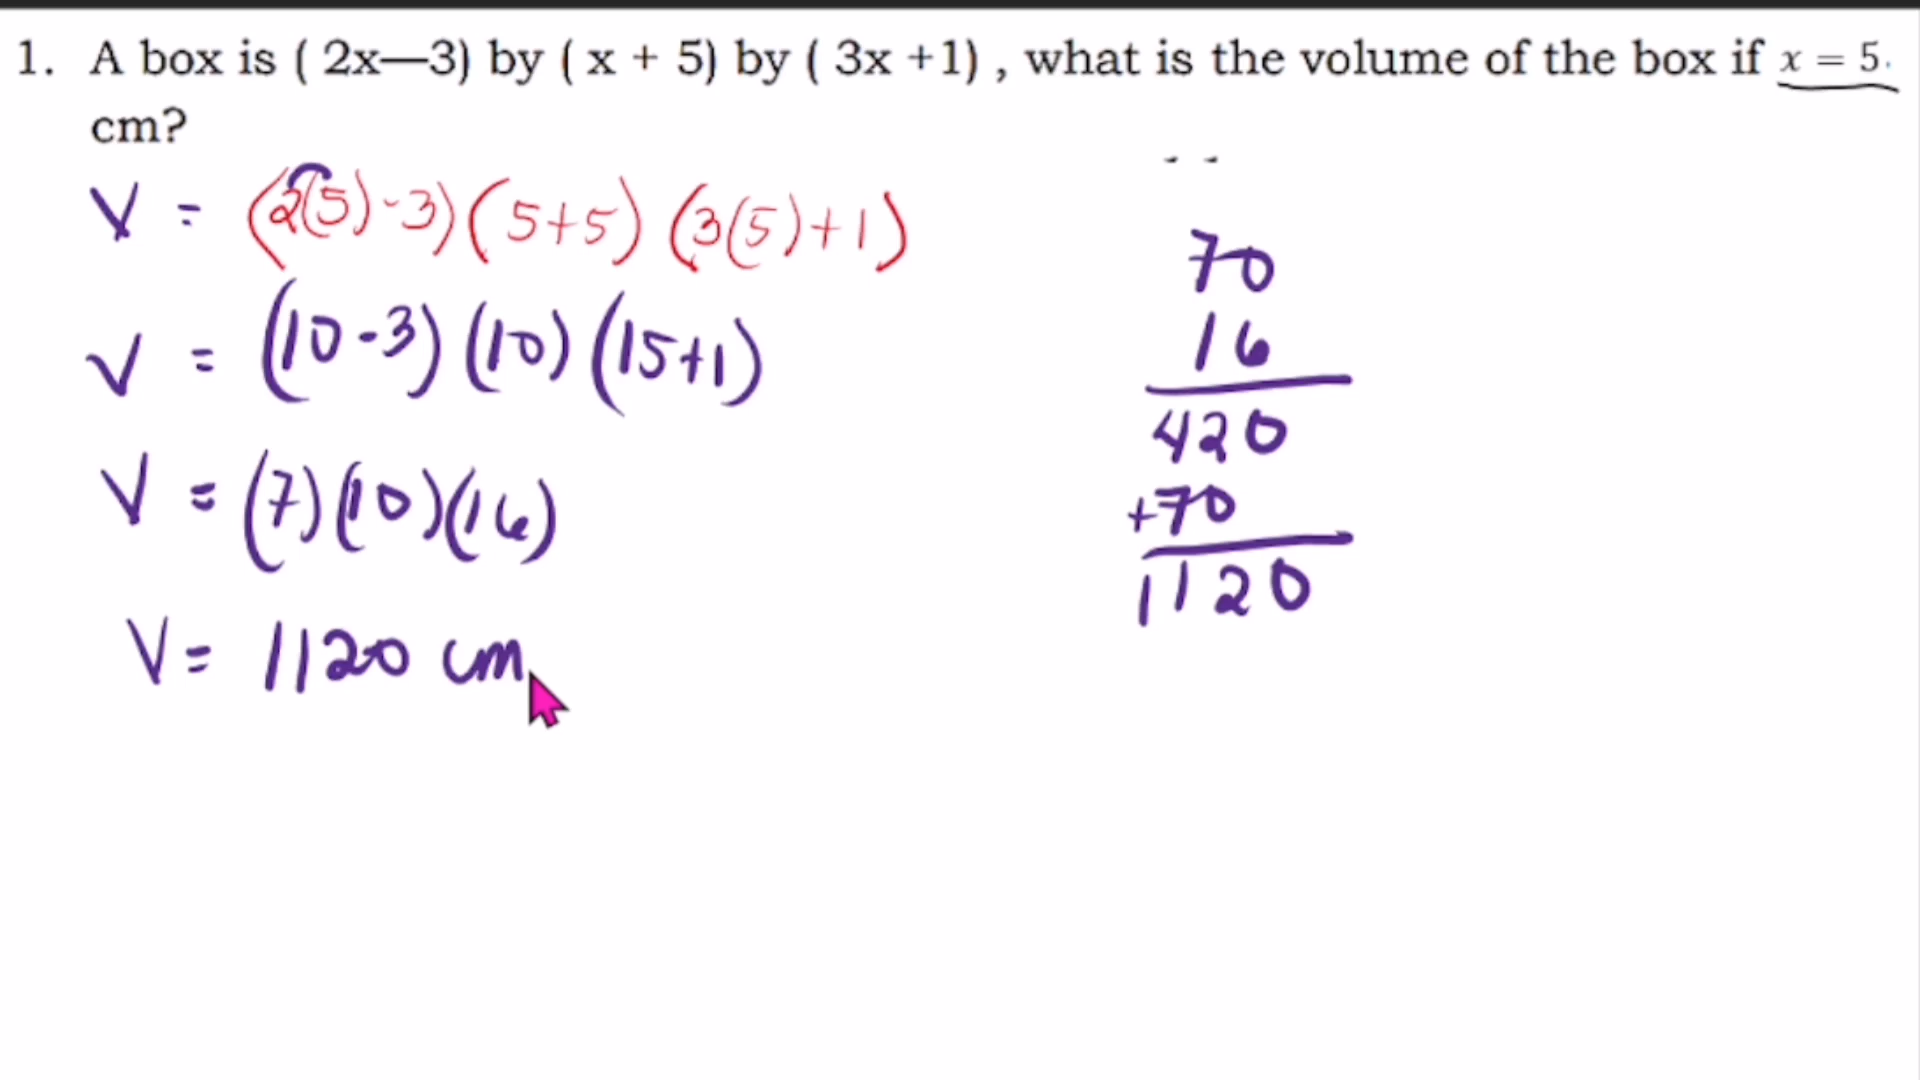 1. A box is ( 2x—3) by ( x + 5) by ( 3x +1) , what is the volume of the box if x = 5.
cm?
V = (2(5)-3)(5+5)(3(5)+1)
V = (10-3)(10)(15+1)
V = (7)(10)(16)
V = 1120 cm
70
16
420
+70
1120